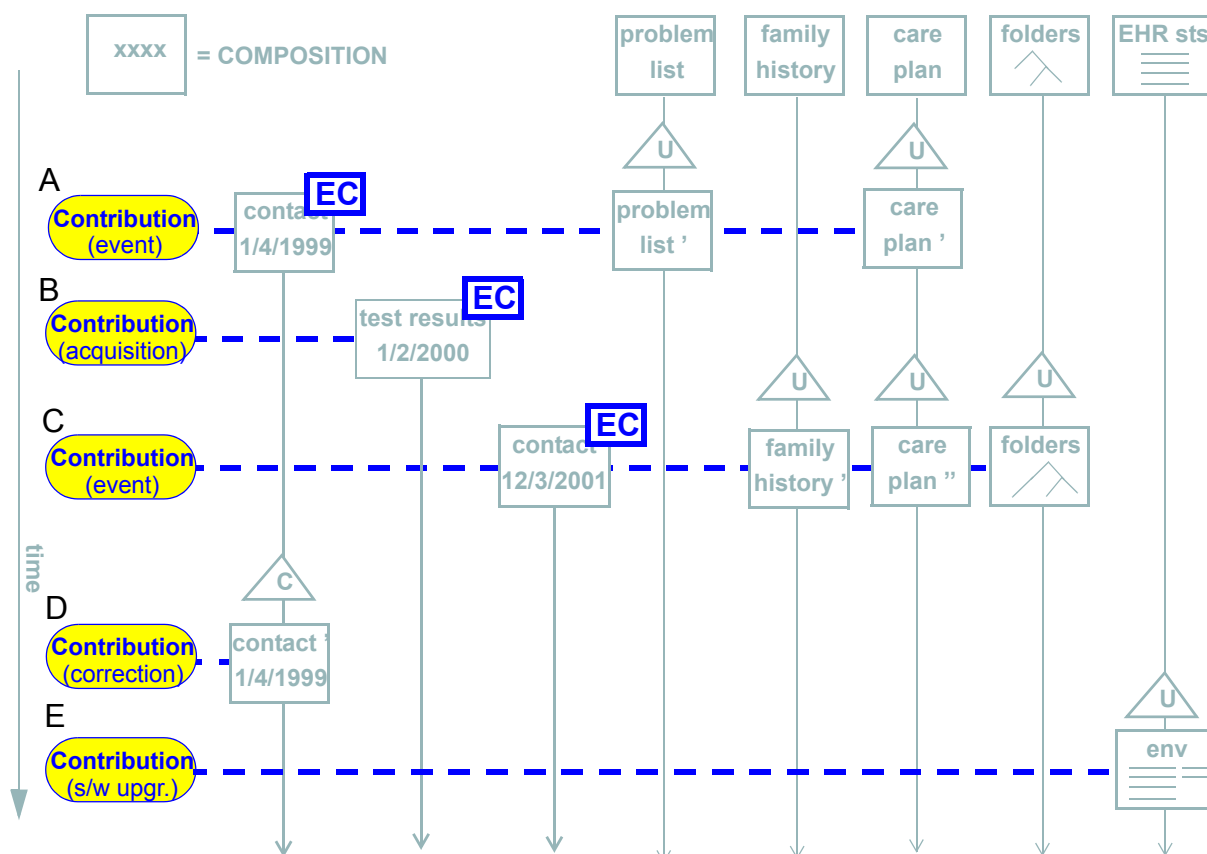 xxxx
= COMPOSITION
problem
list
family
history
care
plan
folders
EHR sts
U
U
A
Contribution
(event)
contact
1/4/1999
EC
problem
list ’
care
plan ’
B
Contribution
(acquisition)
test results
1/2/2000
EC
U
U
U
C
Contribution
(event)
contact
12/3/2001
EC
family
history ’
care
plan ’’
folders
time
C
D
Contribution
(correction)
contact ’
1/4/1999
U
E
Contribution
(s/w upgr.)
env